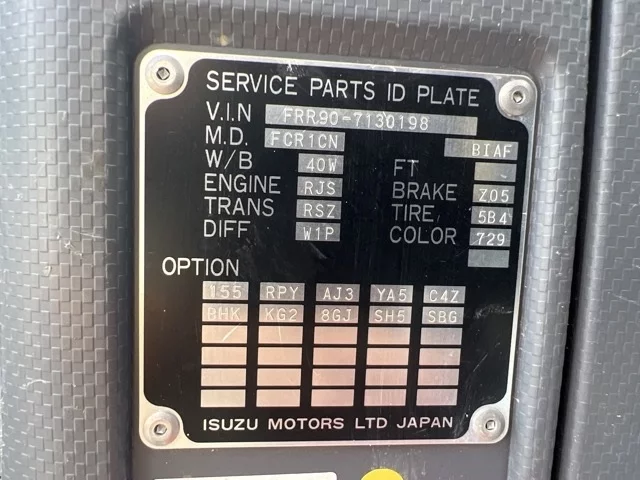 SERVICE PARTS ID PLATE
V.I.N FRR90-7130198
M.D. FCR1CN BIAF
W/B 40W FT
ENGINE RJS BRAKE Z05
TRANS RSZ TIRE 5B4
DIFF W1P COLOR 729
OPTION
155 RPY AJ3 YA5 C4Z
BHK KG2 8GJ SH5 SBG
ISUZU MOTORS LTD JAPAN